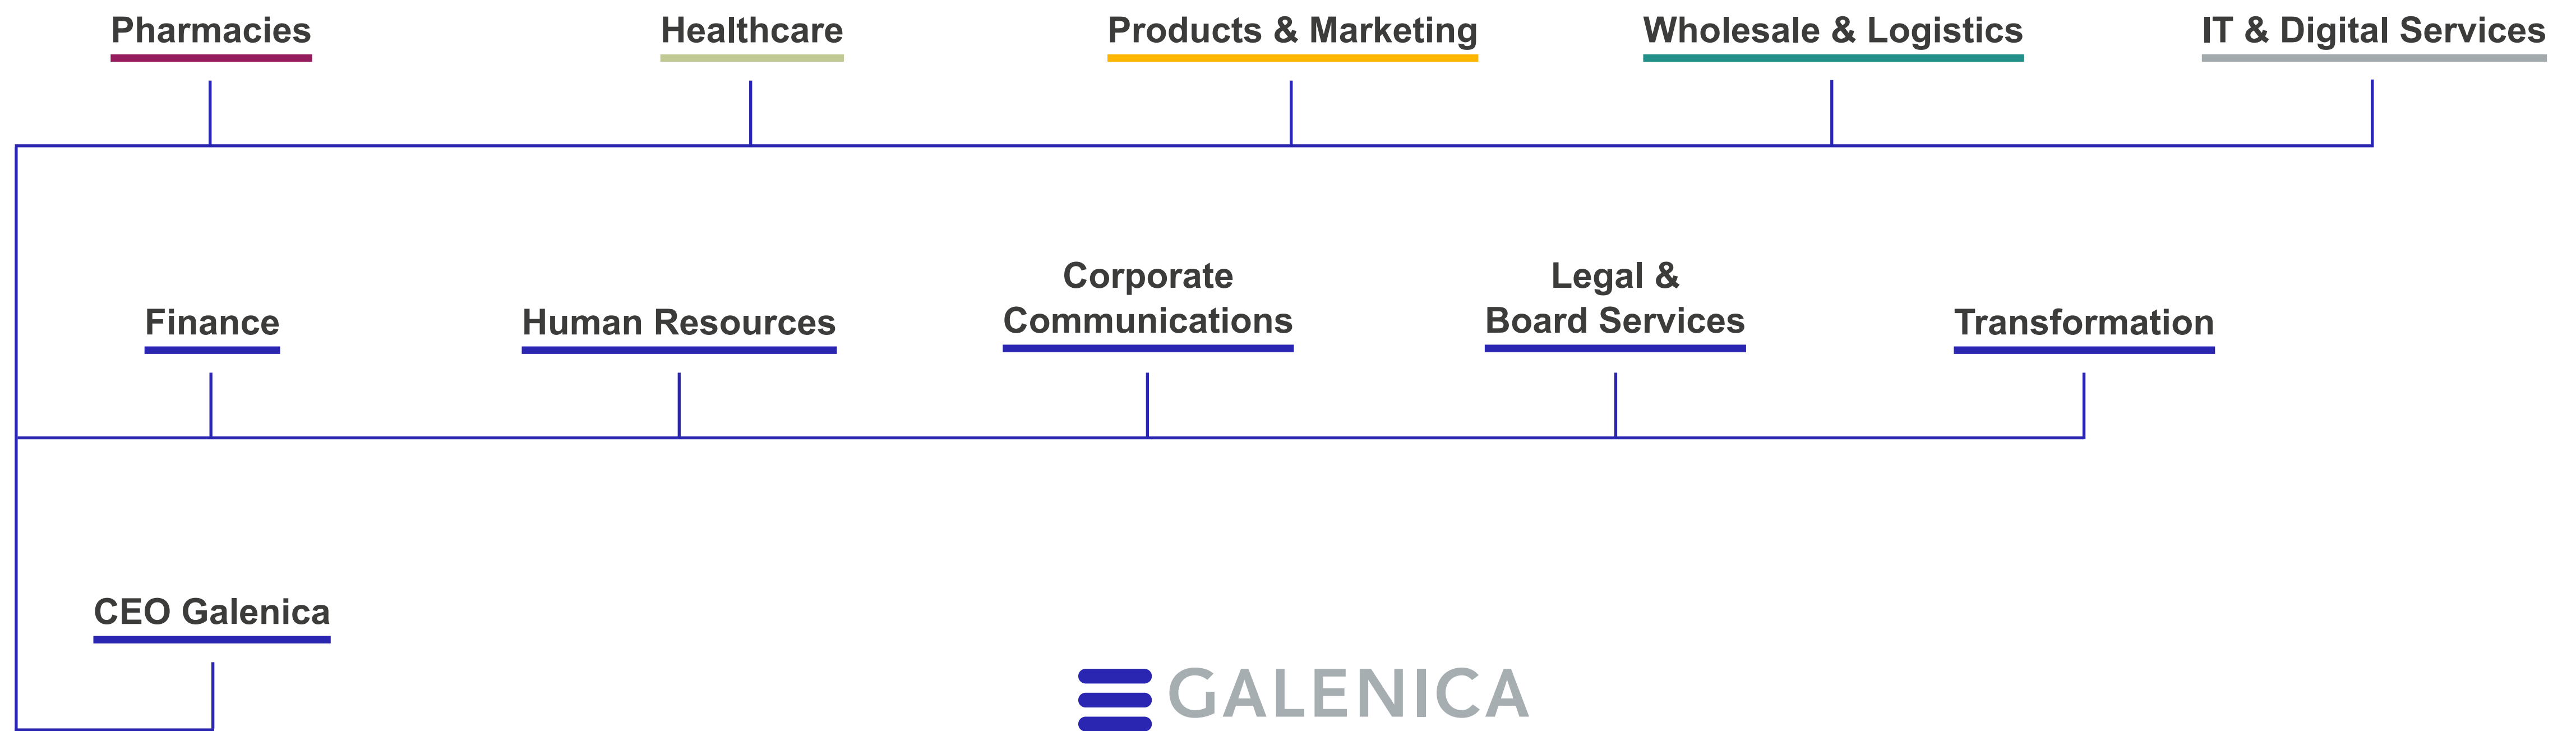 Pharmacies
Healthcare
Products & Marketing
Wholesale & Logistics
IT & Digital Services
Finance
Human Resources
Corporate
Communications
Legal &
Board Services
Transformation
CEO Galenica
GALENICA